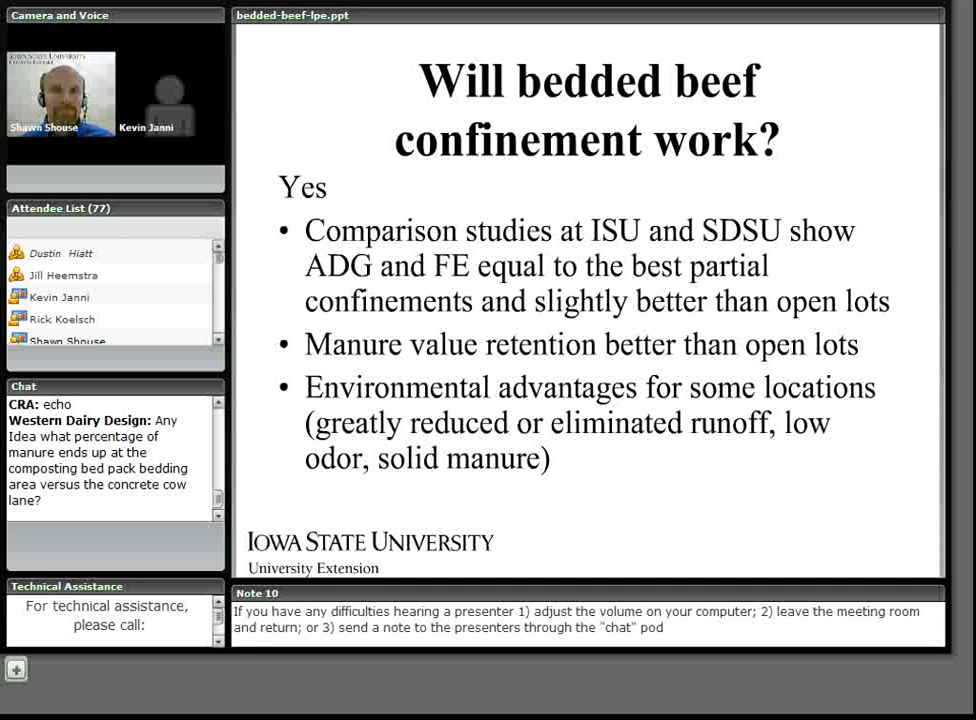 Camera and Voice
IOWA STATE UNIVERSITY
Shawn Shouse
Kevin Janni
Attendee List (77)
Dustin Hiatt
Jill Heemstra
Kevin Janni
Rick Koelsch
Shawn Shouse
Chat
CRA: echo
Western Dairy Design: Any
Idea what percentage of
manure ends up at the
composting bed pack bedding
area versus the concrete cow
lane?
Technical Assistance
For technical assistance,
please call:
bedded-beef-lpe.ppt
Will bedded beef
confinement work?
Yes
• Comparison studies at ISU and SDSU show
ADG and FE equal to the best partial
confinements and slightly better than open lots
• Manure value retention better than open lots
• Environmental advantages for some locations
(greatly reduced or eliminated runoff, low
odor, solid manure)
IOWA STATE UNIVERSITY
University Extension
Note 10
If you have any difficulties hearing a presenter 1) adjust the volume on your computer; 2) leave the meeting room
and return; or 3) send a note to the presenters through the "chat" pod